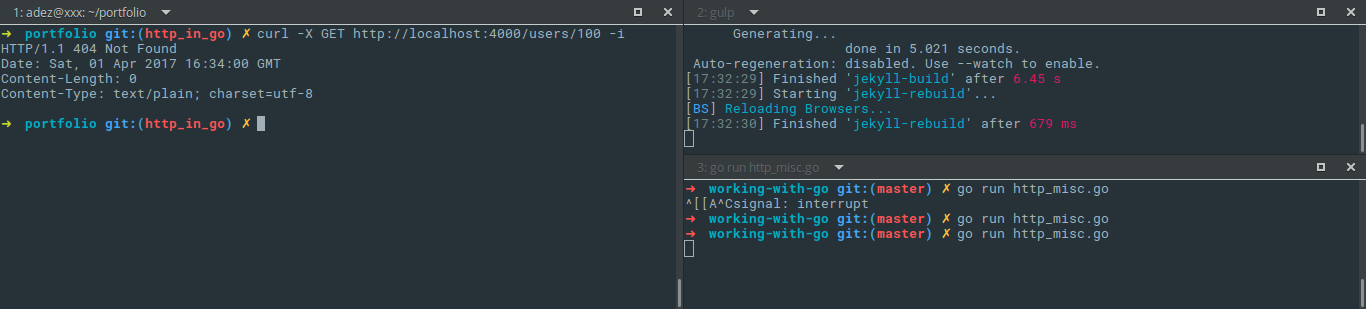 1: adez@xxx: ~/portfolio
➜ portfolio git:(http_in_go) ✗ curl -X GET http://localhost:4000/users/100 -i
HTTP/1.1 404 Not Found
Date: Sat, 01 Apr 2017 16:34:00 GMT
Content-Length: 0
Content-Type: text/plain; charset=utf-8
➜ portfolio git:(http_in_go) ✗
2: gulp
Generating...
done in 5.021 seconds.
Auto-regeneration: disabled. Use --watch to enable.
[17:32:29] Finished 'jekyll-build' after 6.45 s
[17:32:29] Starting 'jekyll-rebuild'...
[BS] Reloading Browsers...
[17:32:30] Finished 'jekyll-rebuild' after 679 ms
3: go run http_misc.go
➜ working-with-go git:(master) ✗ go run http_misc.go
^[[A^Csignal: interrupt
➜ working-with-go git:(master) ✗ go run http_misc.go
➜ working-with-go git:(master) ✗ go run http_misc.go